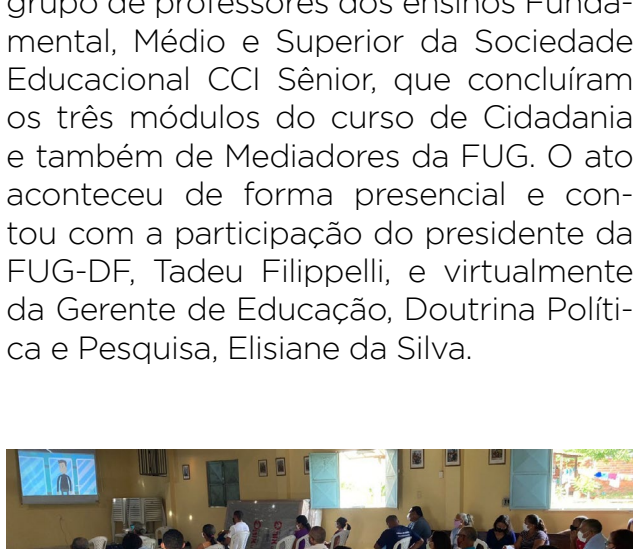 grupo de professores dos ensinos Funda-
mental, Médio e Superior da Sociedade
Educacional CCI Sênior, que concluíram
os três módulos do curso de Cidadania
e também de Mediadores da FUG. O ato
aconteceu de forma presencial e con-
tou com a participação do presidente da
FUG-DF, Tadeu Filippelli, e virtualmente
da Gerente de Educação, Doutrina Políti-
ca e Pesquisa, Elisiane da Silva.